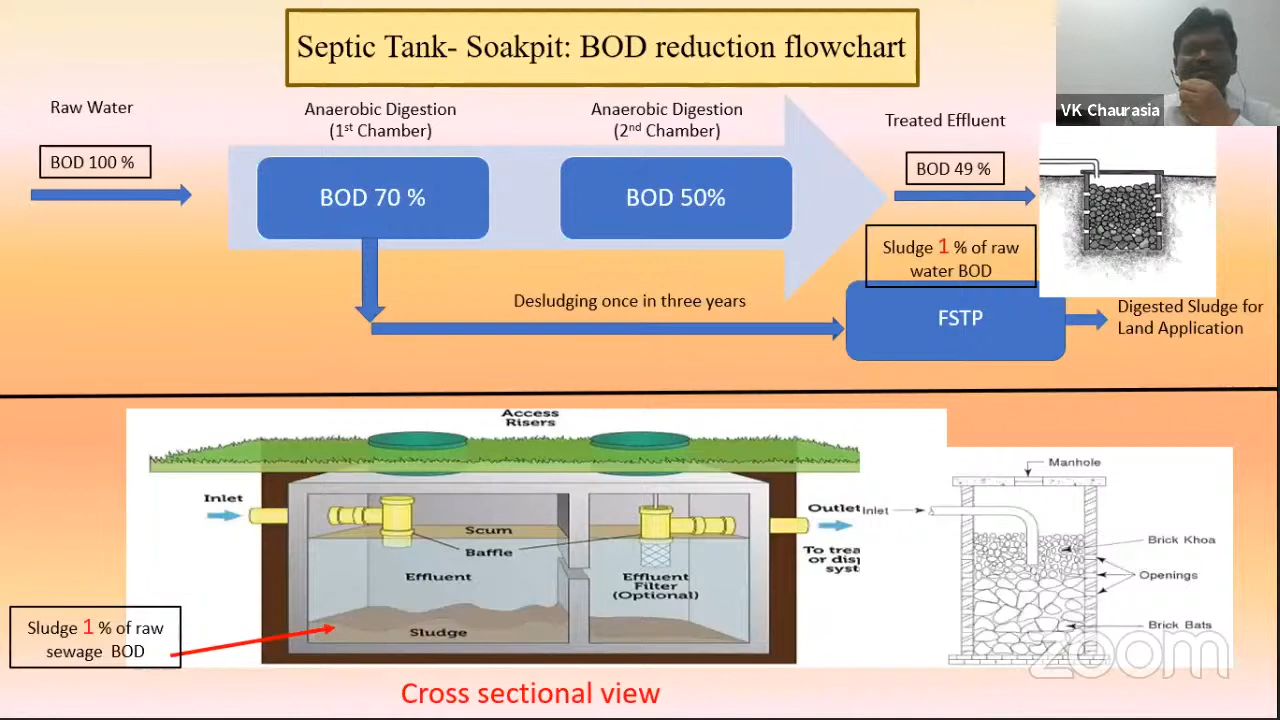 Septic Tank- Soakpit: BOD reduction flowchart
VK Chaurasia
Raw Water
BOD 100 %
Anaerobic Digestion
(1st Chamber)
BOD 70 %
Anaerobic Digestion
(2nd Chamber)
BOD 50%
Treated Effluent
BOD 49 %
Sludge 1 % of raw
water BOD
Desludging once in three years
FSTP
Digested Sludge for
Land Application
Access
Risers
Inlet
Scum
Baffle
Effluent
Effluent
Filter
(Optional)
Sludge
Outlet
To trea
or disp
syst
Sludge 1 % of raw
sewage BOD
Cross sectional view
Manhole
Inlet
Brick Khoa
Openings
Brick Bats
zoom